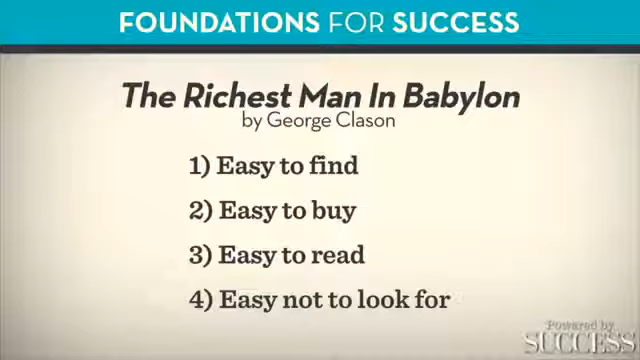 FOUNDATIONS FOR SUCCESS
The Richest Man In Babylon
by George Clason
1) Easy to find
2) Easy to buy
3) Easy to read
4) Easy not to look for
Powered by
SUCCESS